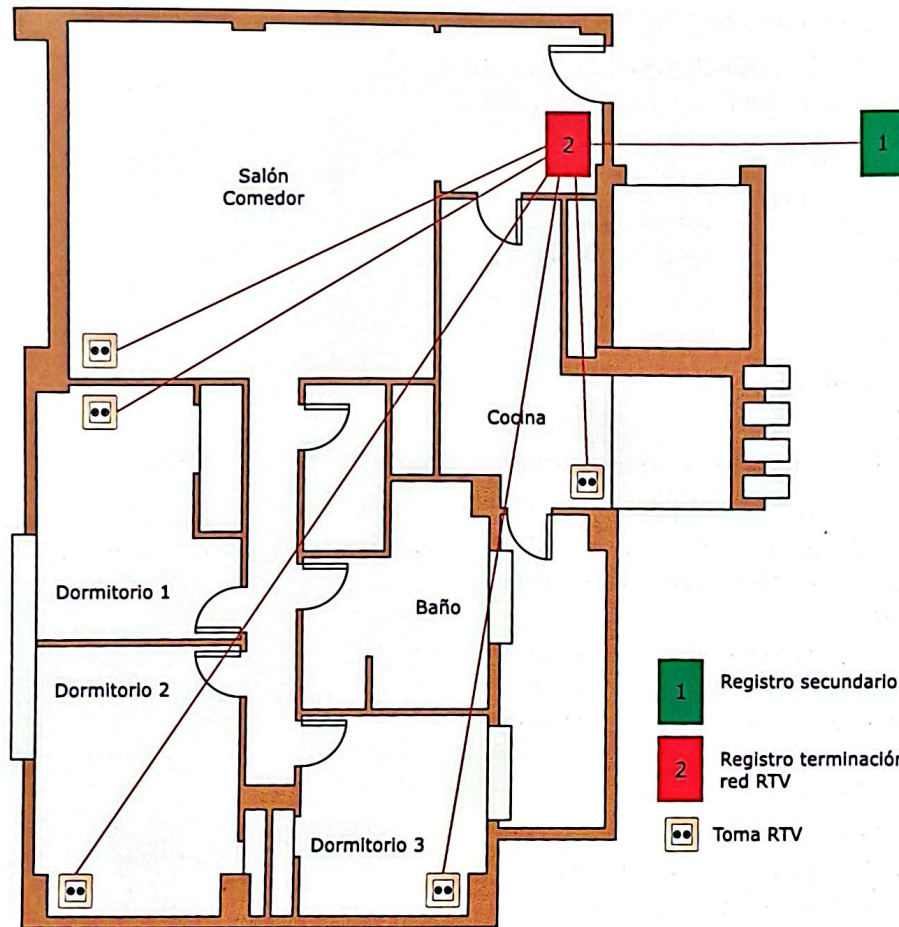 2
1
Salón
Comedor
Cocina
Dormitorio 1
Baño
Dormitorio 2
1
Registro secundario
2
Registro terminación
red RTV
Toma RTV
Dormitorio 3